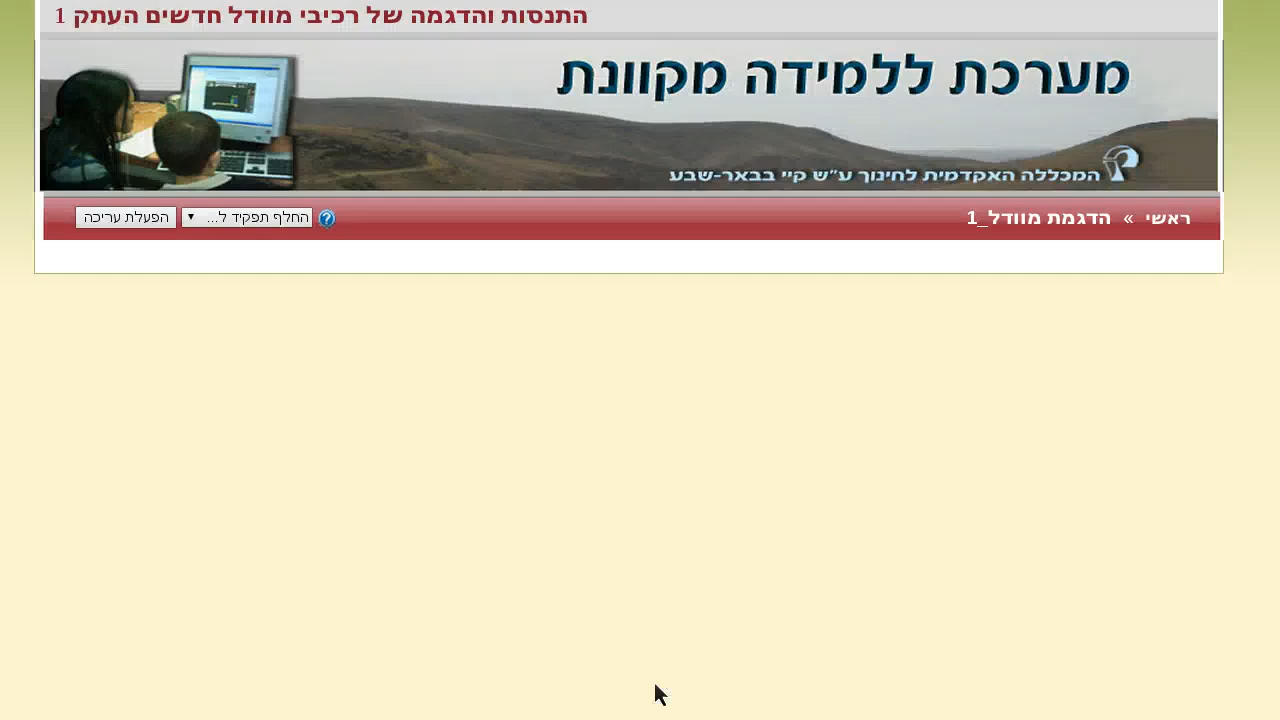 התנסות והדגמה של רכיבי מוודל חדשים העתק 1
מערכת ללמידה מקוונת
המכללה האקדמית לחינוך ע"ש קיי בבאר-שבע
ראשי » הדגמת מוודל_1
החלף תפקיד ל...
הפעלת עריכה